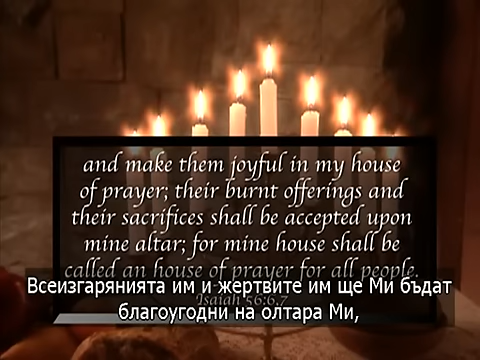 and make them joyful in my house
of prayer; their burnt offerings and
their sacrifices shall be accepted upon
mine altar; for mine house shall be
called an house of prayer for all people.
Isaiah 56:6,7
Всеизгарянията им и жертвите им ще Ми бъдат
благоугодни на олтара Ми,